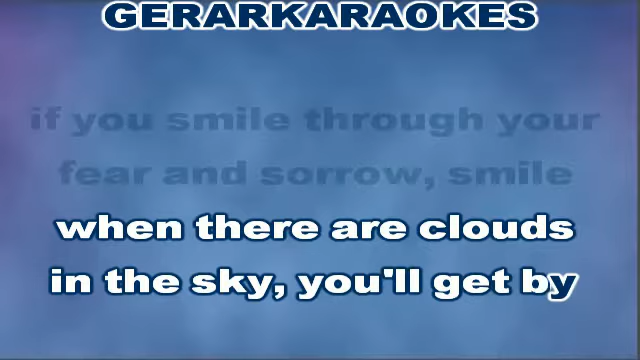 GERARKARAOKES
if you smile through your
fear and sorrow, smile
when there are clouds
in the sky, you'll get by